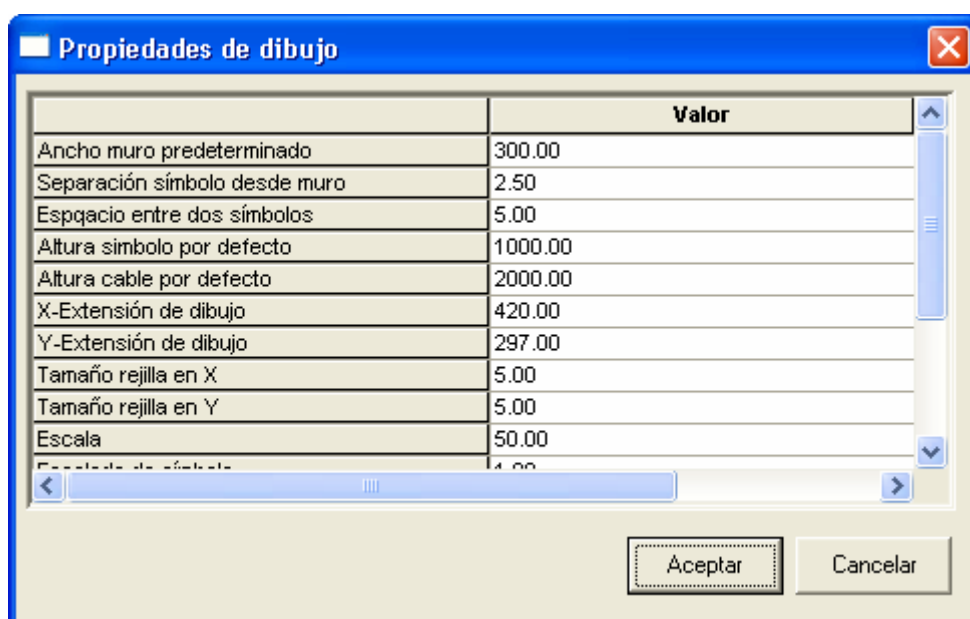 Propiedades de dibujo
Valor
Ancho muro predeterminado 300.00
Separación símbolo desde muro 2.50
Espqacio entre dos símbolos 5.00
Altura simbolo por defecto 1000.00
Altura cable por defecto 2000.00
X-Extensión de dibujo 420.00
Y-Extensión de dibujo 297.00
Tamaño rejilla en X 5.00
Tamaño rejilla en Y 5.00
Escala 50.00
Aceptar Cancelar